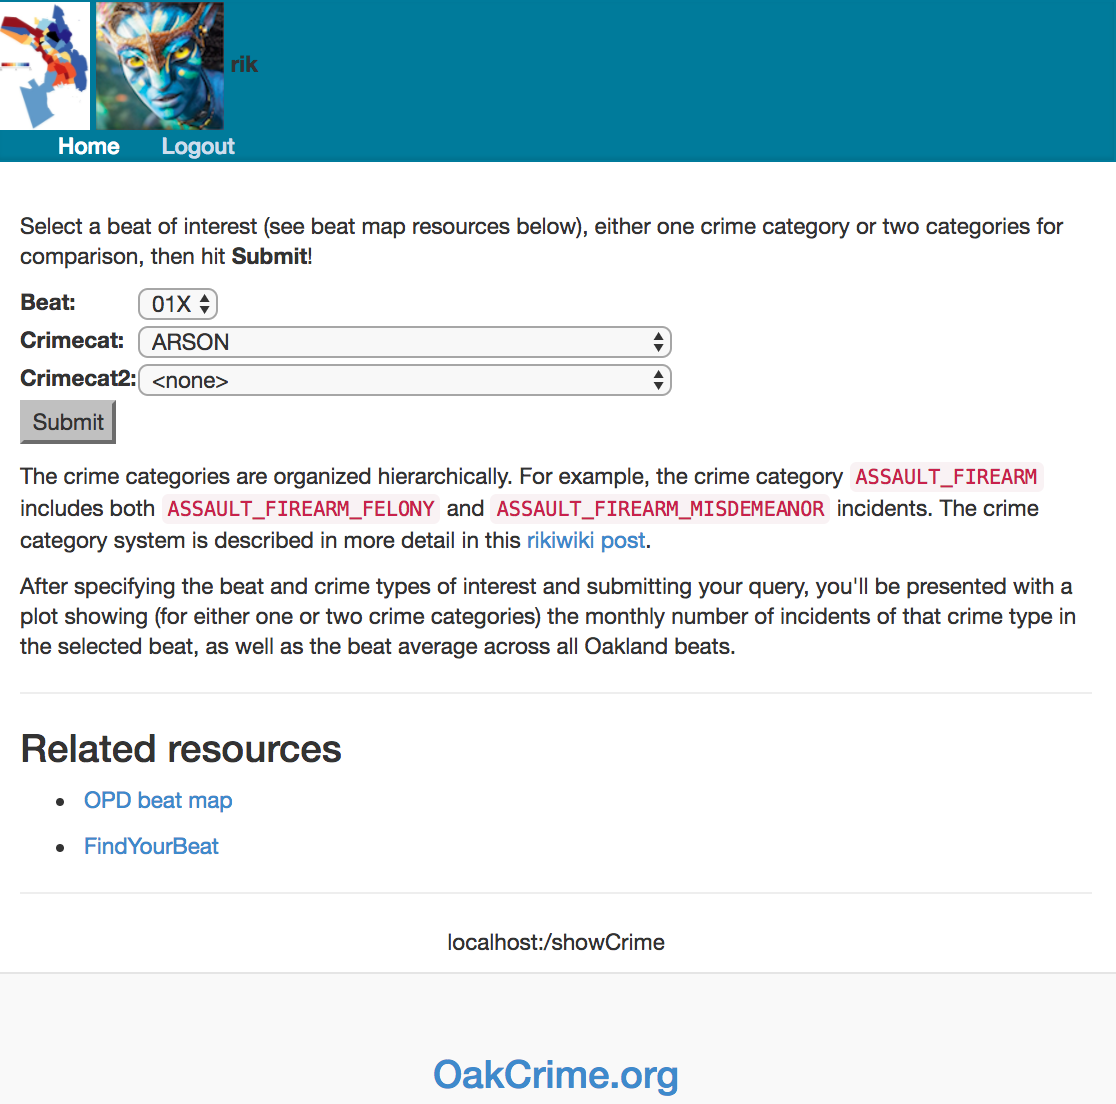 rik
Home Logout
Select a beat of interest (see beat map resources below), either one crime category or two categories for
comparison, then hit Submit!
Beat: 01X
Crimecat: ARSON
Crimecat2: <none>
Submit
The crime categories are organized hierarchically. For example, the crime category ASSAULT_FIREARM
includes both ASSAULT_FIREARM_FELONY and ASSAULT_FIREARM_MISDEMEANOR incidents. The crime
category system is described in more detail in this rikiwiki post.
After specifying the beat and crime types of interest and submitting your query, you'll be presented with a
plot showing (for either one or two crime categories) the monthly number of incidents of that crime type in
the selected beat, as well as the beat average across all Oakland beats.
Related resources
• OPD beat map
• FindYourBeat
localhost:/showCrime
OakCrime.org